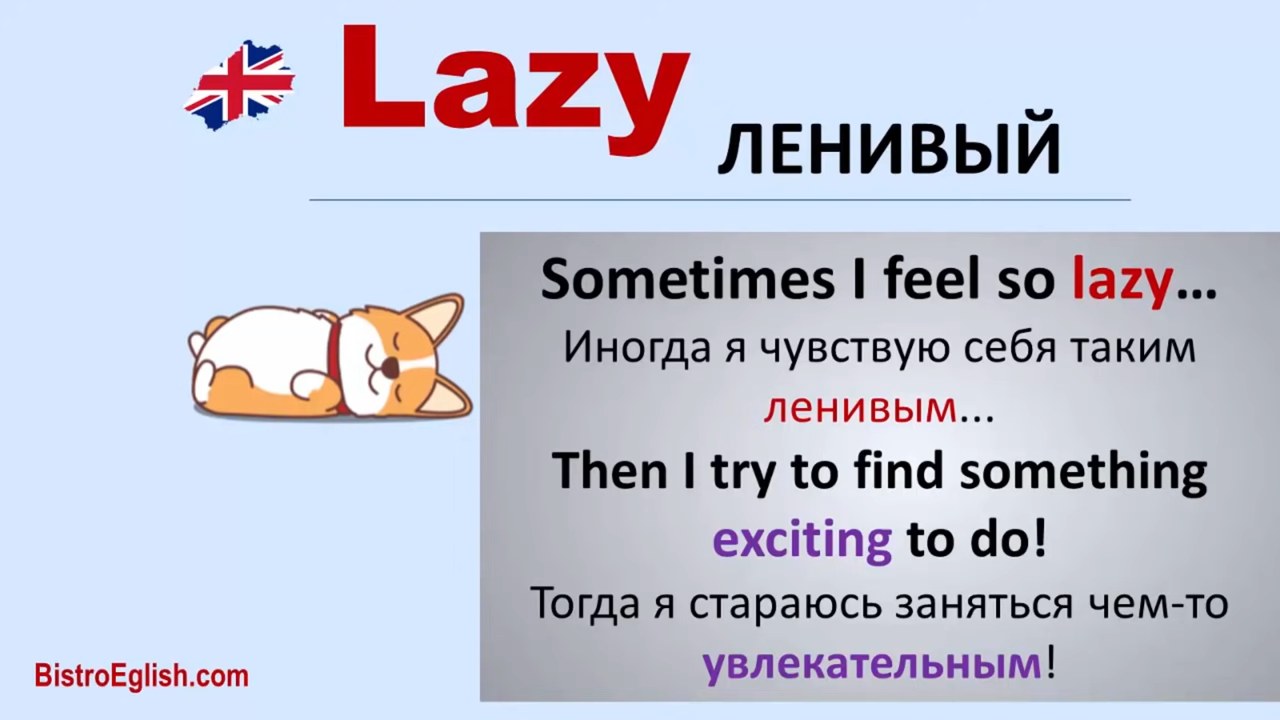 Lazy
ЛЕНИВЫЙ
Sometimes I feel so lazy...
Иногда я чувствую себя таким
ленивым...
Then I try to find something
exciting to do!
Тогда я стараюсь заняться чем-то
увлекательным!
BistroEglish.com